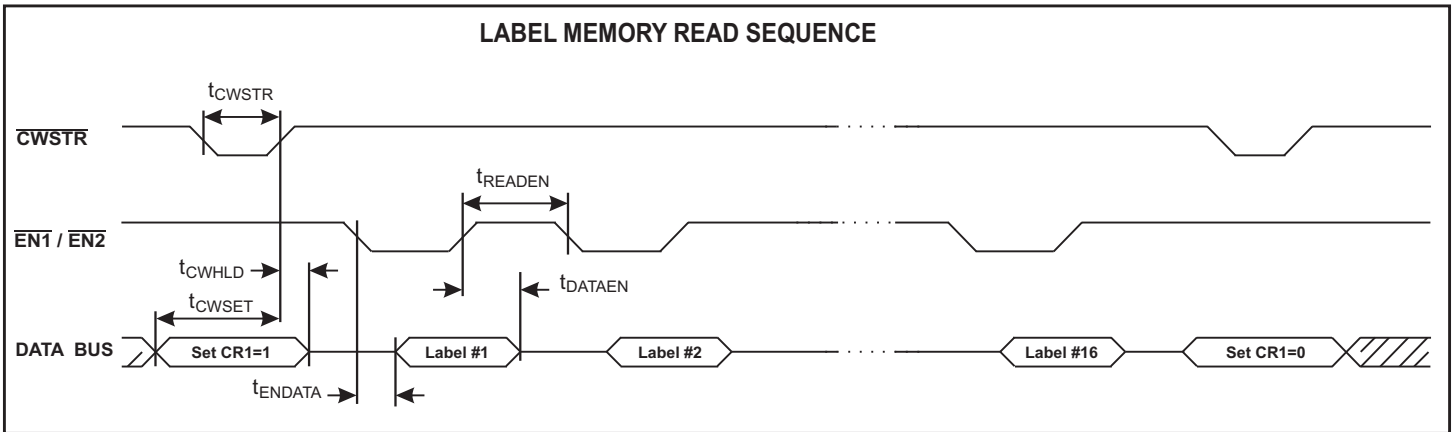 LABEL MEMORY READ SEQUENCE
tCWSTR
CWSTR
tREADEN
EN1 / EN2
tCWHLD
tDATAEN
tCWSET
DATA BUS
Set CR1=1
Label #1
Label #2
Label #16
Set CR1=0
tENDATA